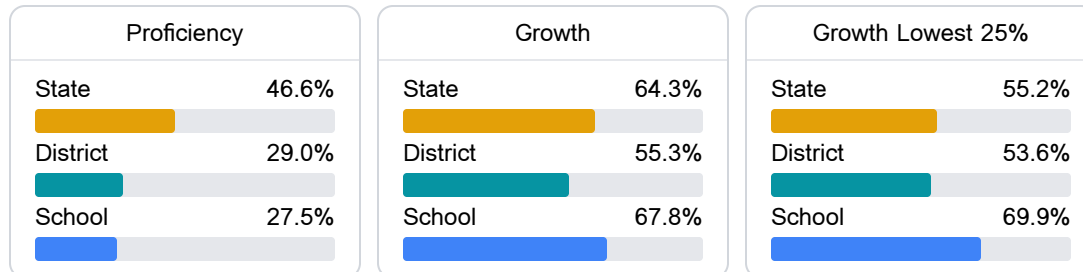 Proficiency
State 46.6%
District 29.0%
School 27.5%
Growth
State 64.3%
District 55.3%
School 67.8%
Growth Lowest 25%
State 55.2%
District 53.6%
School 69.9%